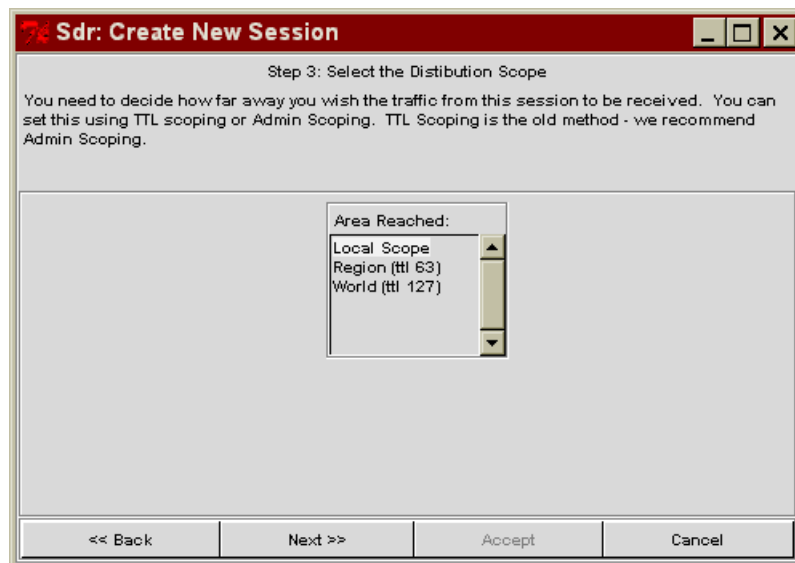 Sdr: Create New Session
Step 3: Select the Distibution Scope
You need to decide how far away you wish the traffic from this session to be received. You can
set this using TTL scoping or Admin Scoping. TTL Scoping is the old method - we recommend
Admin Scoping.
Area Reached:
Local Scope
Region (ttl 63)
World (ttl 127)
<< Back
Next >>
Accept
Cancel